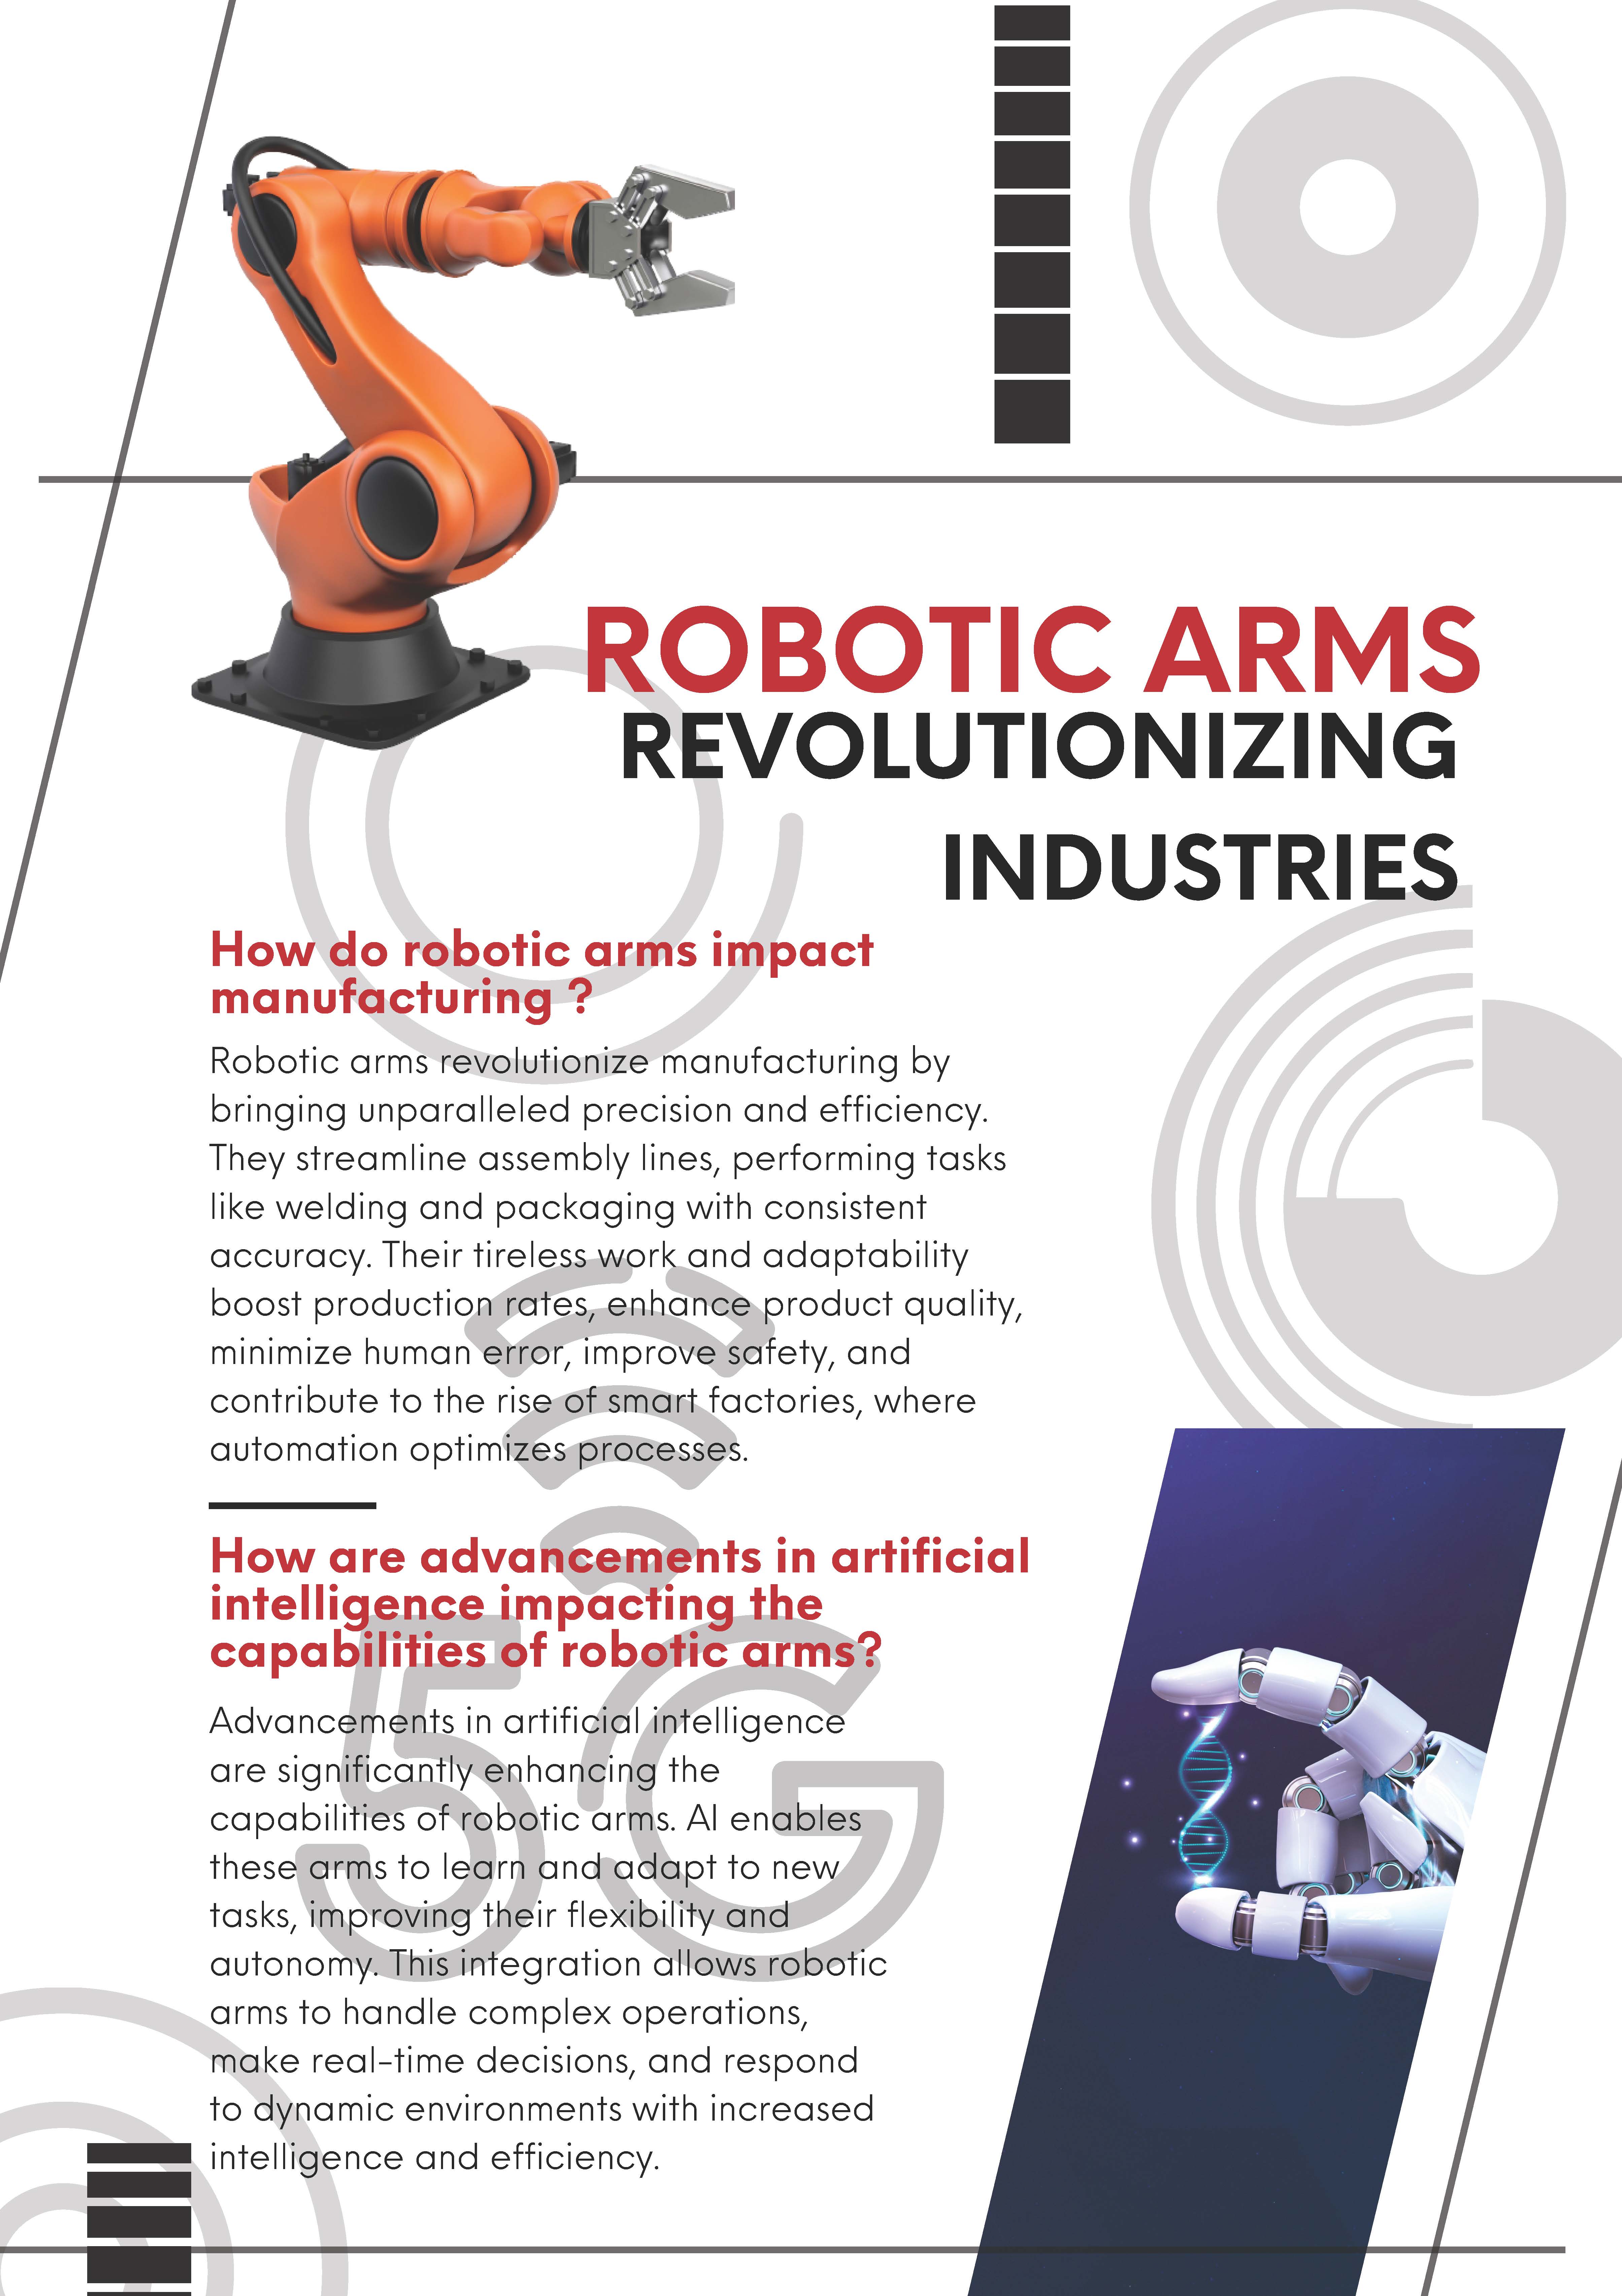 ROBOTIC ARMS
REVOLUTIONIZING
INDUSTRIES
How do robotic arms impact
manufacturing ?
Robotic arms revolutionize manufacturing by
bringing unparalleled precision and efficiency.
They streamline assembly lines, performing tasks
like welding and packaging with consistent
accuracy. Their tireless work and adaptability
boost production rates, enhance product quality,
minimize human error, improve safety, and
contribute to the rise of smart factories, where
automation optimizes processes.
How are advancements in artificial
intelligence impacting the
capabilities of robotic arms?
5G
Advancements in artificial intelligence
are significantly enhancing the
capabilities of robotic arms. AI enables
these arms to learn and adapt to new
tasks, improving their flexibility and
autonomy. This integration allows robotic
arms to handle complex operations,
make real-time decisions, and respond
to dynamic environments with increased
intelligence and efficiency.